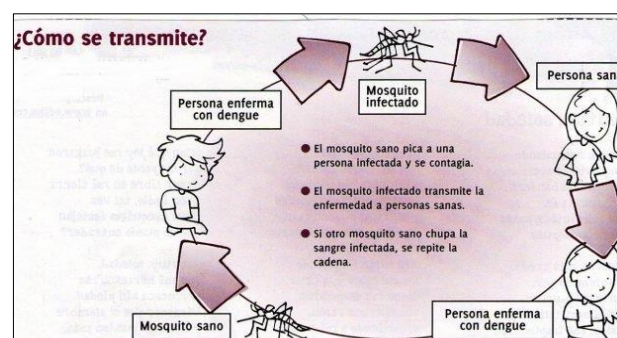 ¿Cómo se transmite?
Mosquito
infectado
Persona san
Persona enferma
con dengue
● El mosquito sano pica a una
persona infectada y se contagia.
● El mosquito infectado transmite la
enfermedad a personas sanas.
● Si otro mosquito sano chupa la
sangre infectada, se repite la
cadena.
Persona enferma
con dengue
Mosquito sano